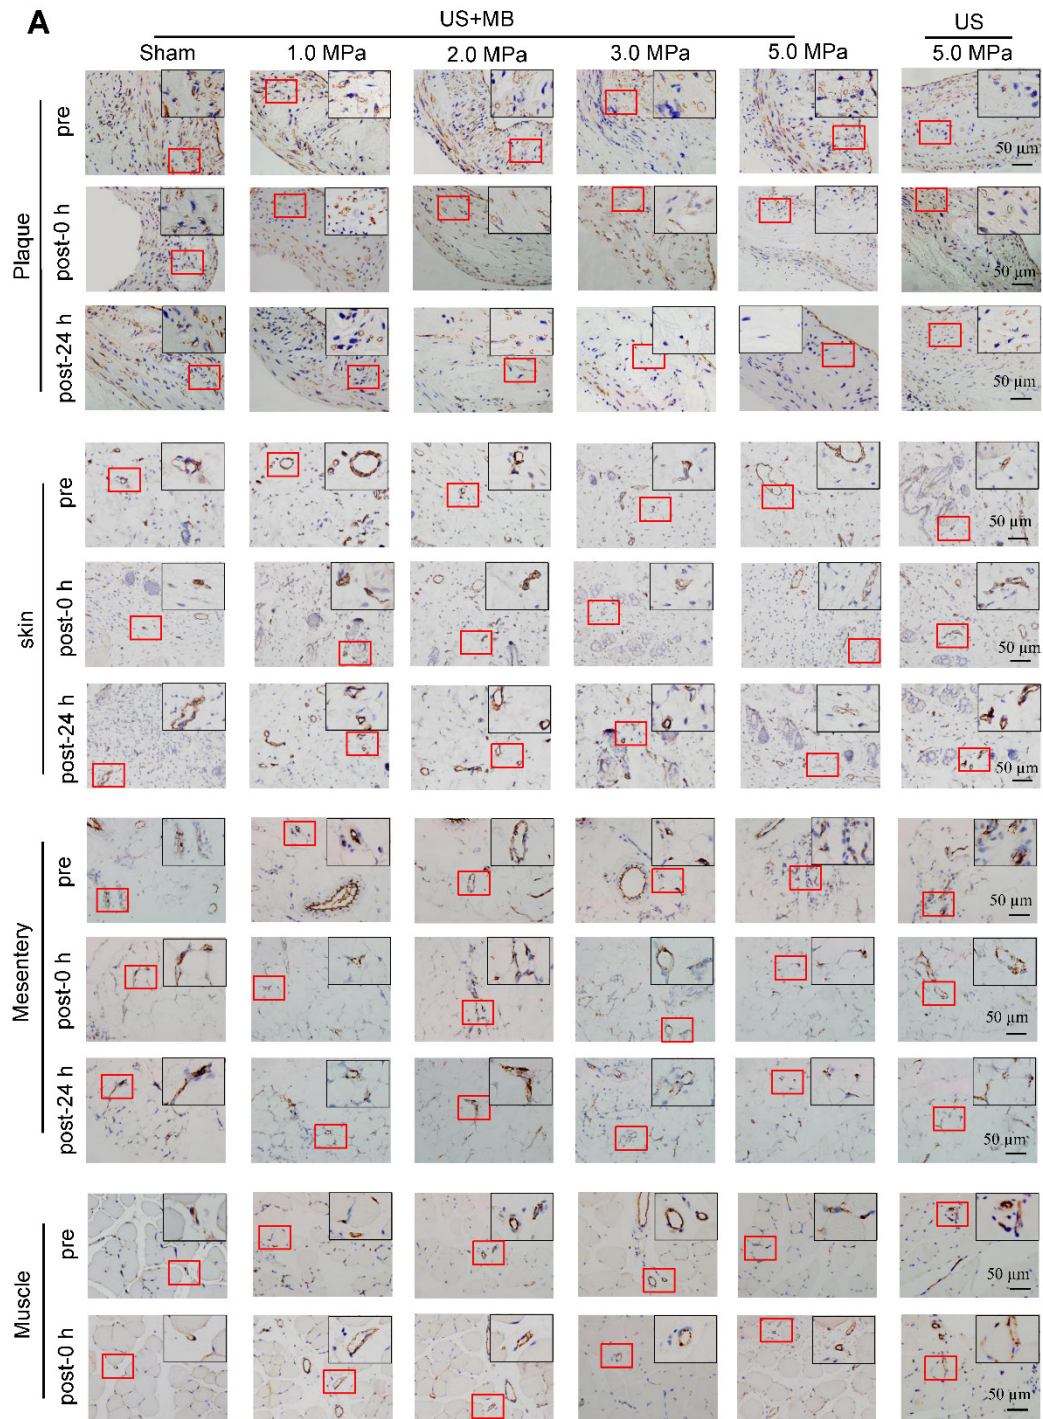 A
US+MB
US
Sham 1.0 MPa 2.0 MPa 3.0 MPa 5.0 MPa 5.0 MPa
Plaque
pre
50 µm
post-0 h
50 µm
post-24 h
50 µm
skin
pre
50 µm
post-0 h
50 µm
post-24 h
50 µm
Mesentery
pre
50 µm
post-0 h
50 µm
post-24 h
50 µm
Muscle
pre
50 µm
post-0 h
50 µm